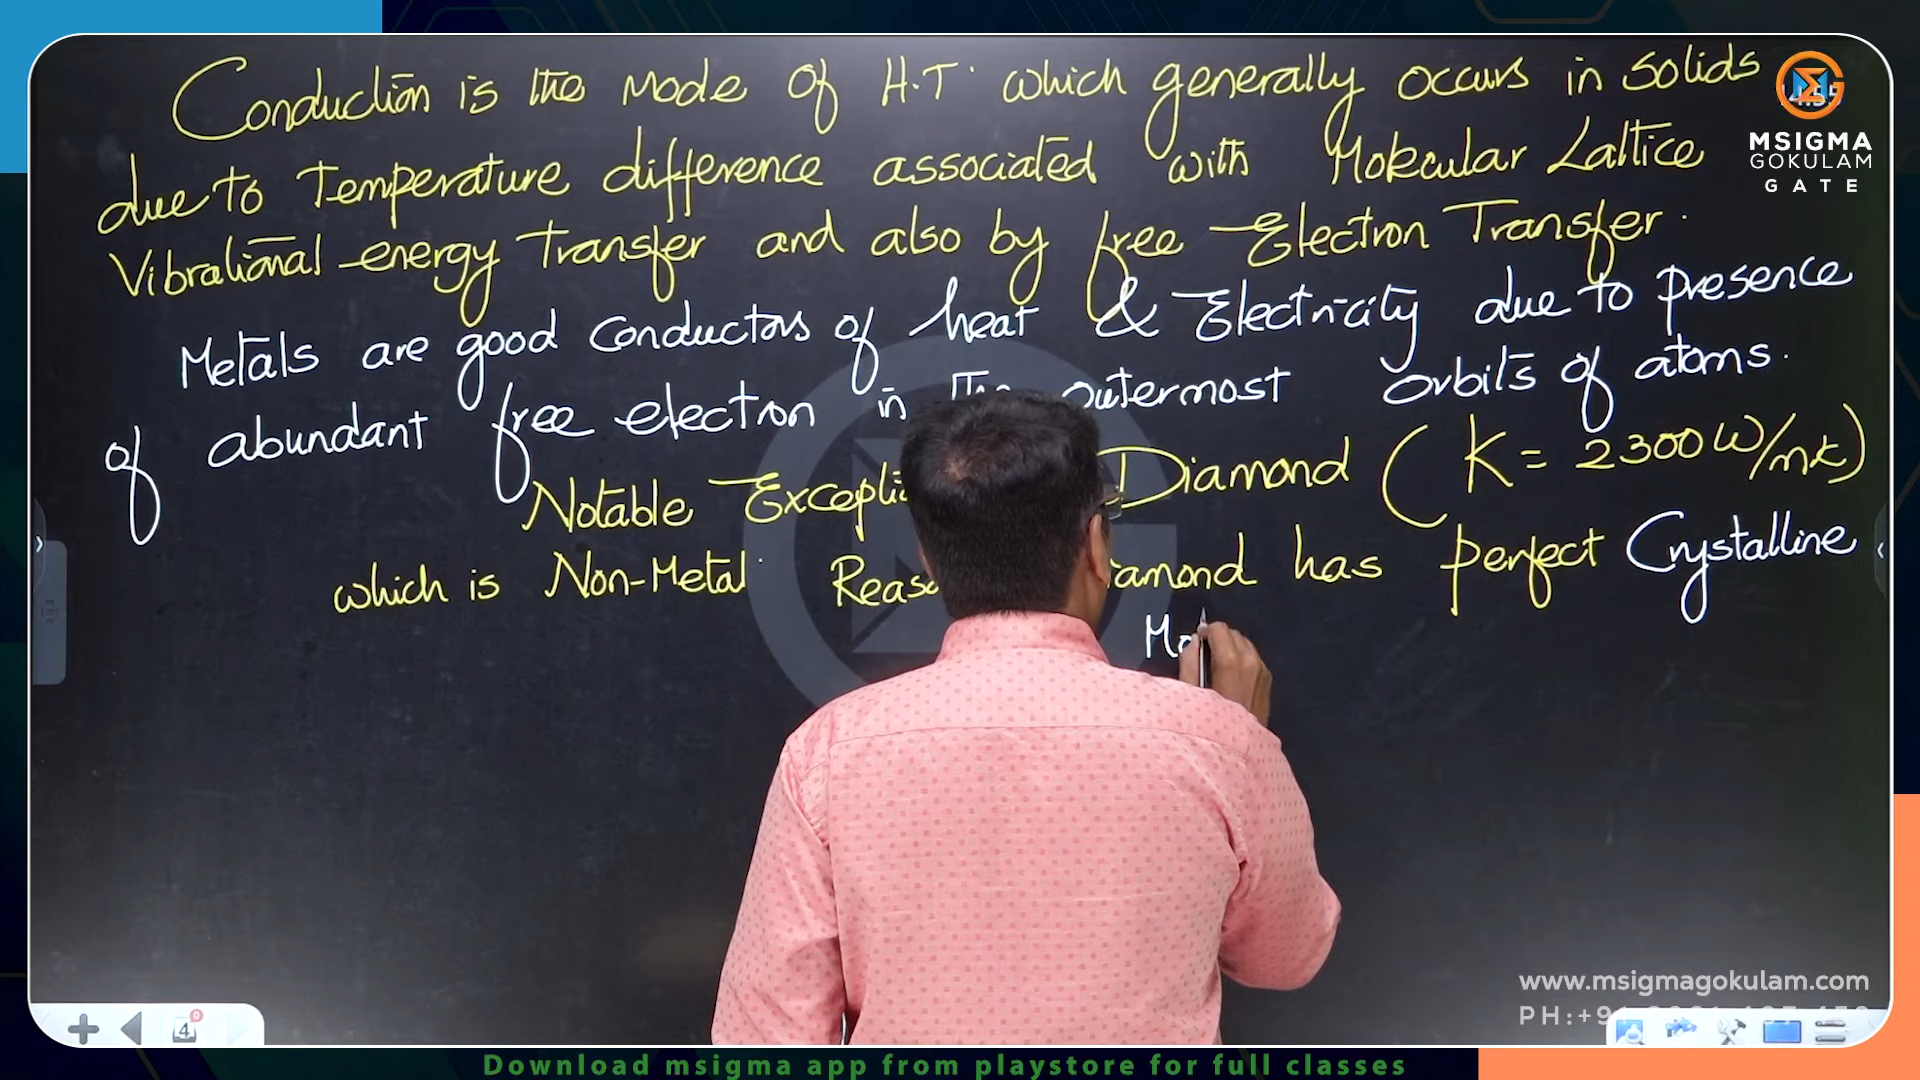 Conduction is the Mode of H.T. which generally occurs in solids
due to Temperature difference associated with Molecular Lattice
Vibrational energy Transfer and also by free Electron Transfer.
Metals are good conductors of heat & Electricity due to presence
of abundant free electron in the outermost orbits of atoms.
Notable Diamond (K = 2300 W/mk)
which is Non-Metal. has perfect Crystalline
MSIGMA
GOKULAM
GATE
4
0
www.msigmagokulam.com
Download msigma app from playstore for full classes